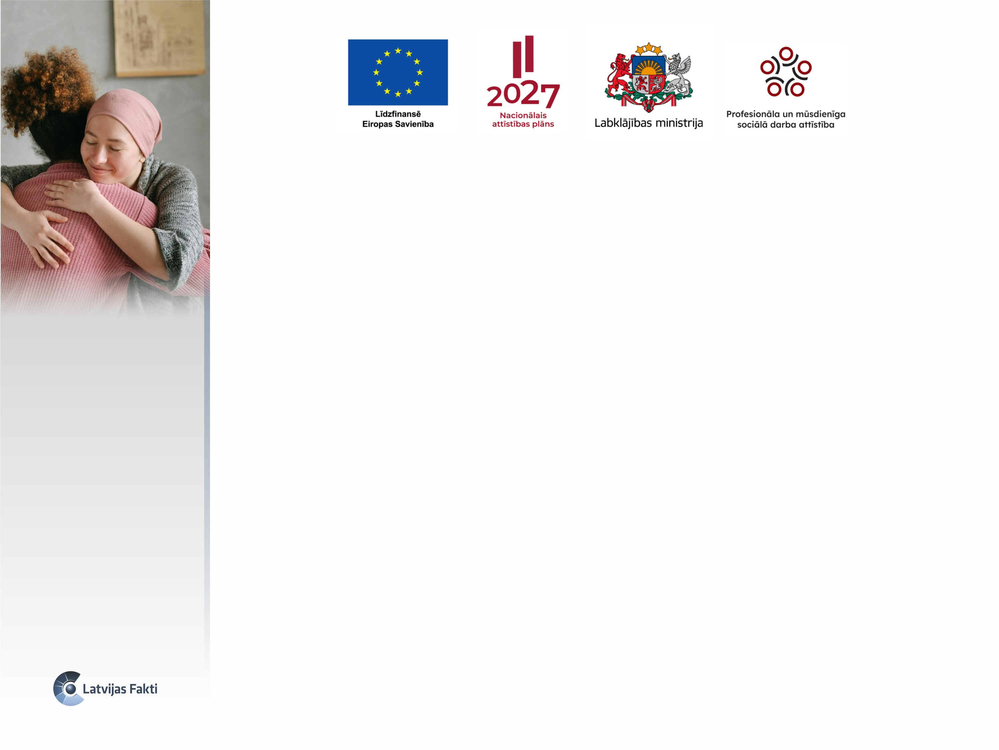 Līdzfinansē
Eiropas Savienība
2027
Nacionālais
attīstības plāns
Labklājības ministrija
Profesionāla un mūsdienīga
sociālā darba attīstība
Latvijas Fakti